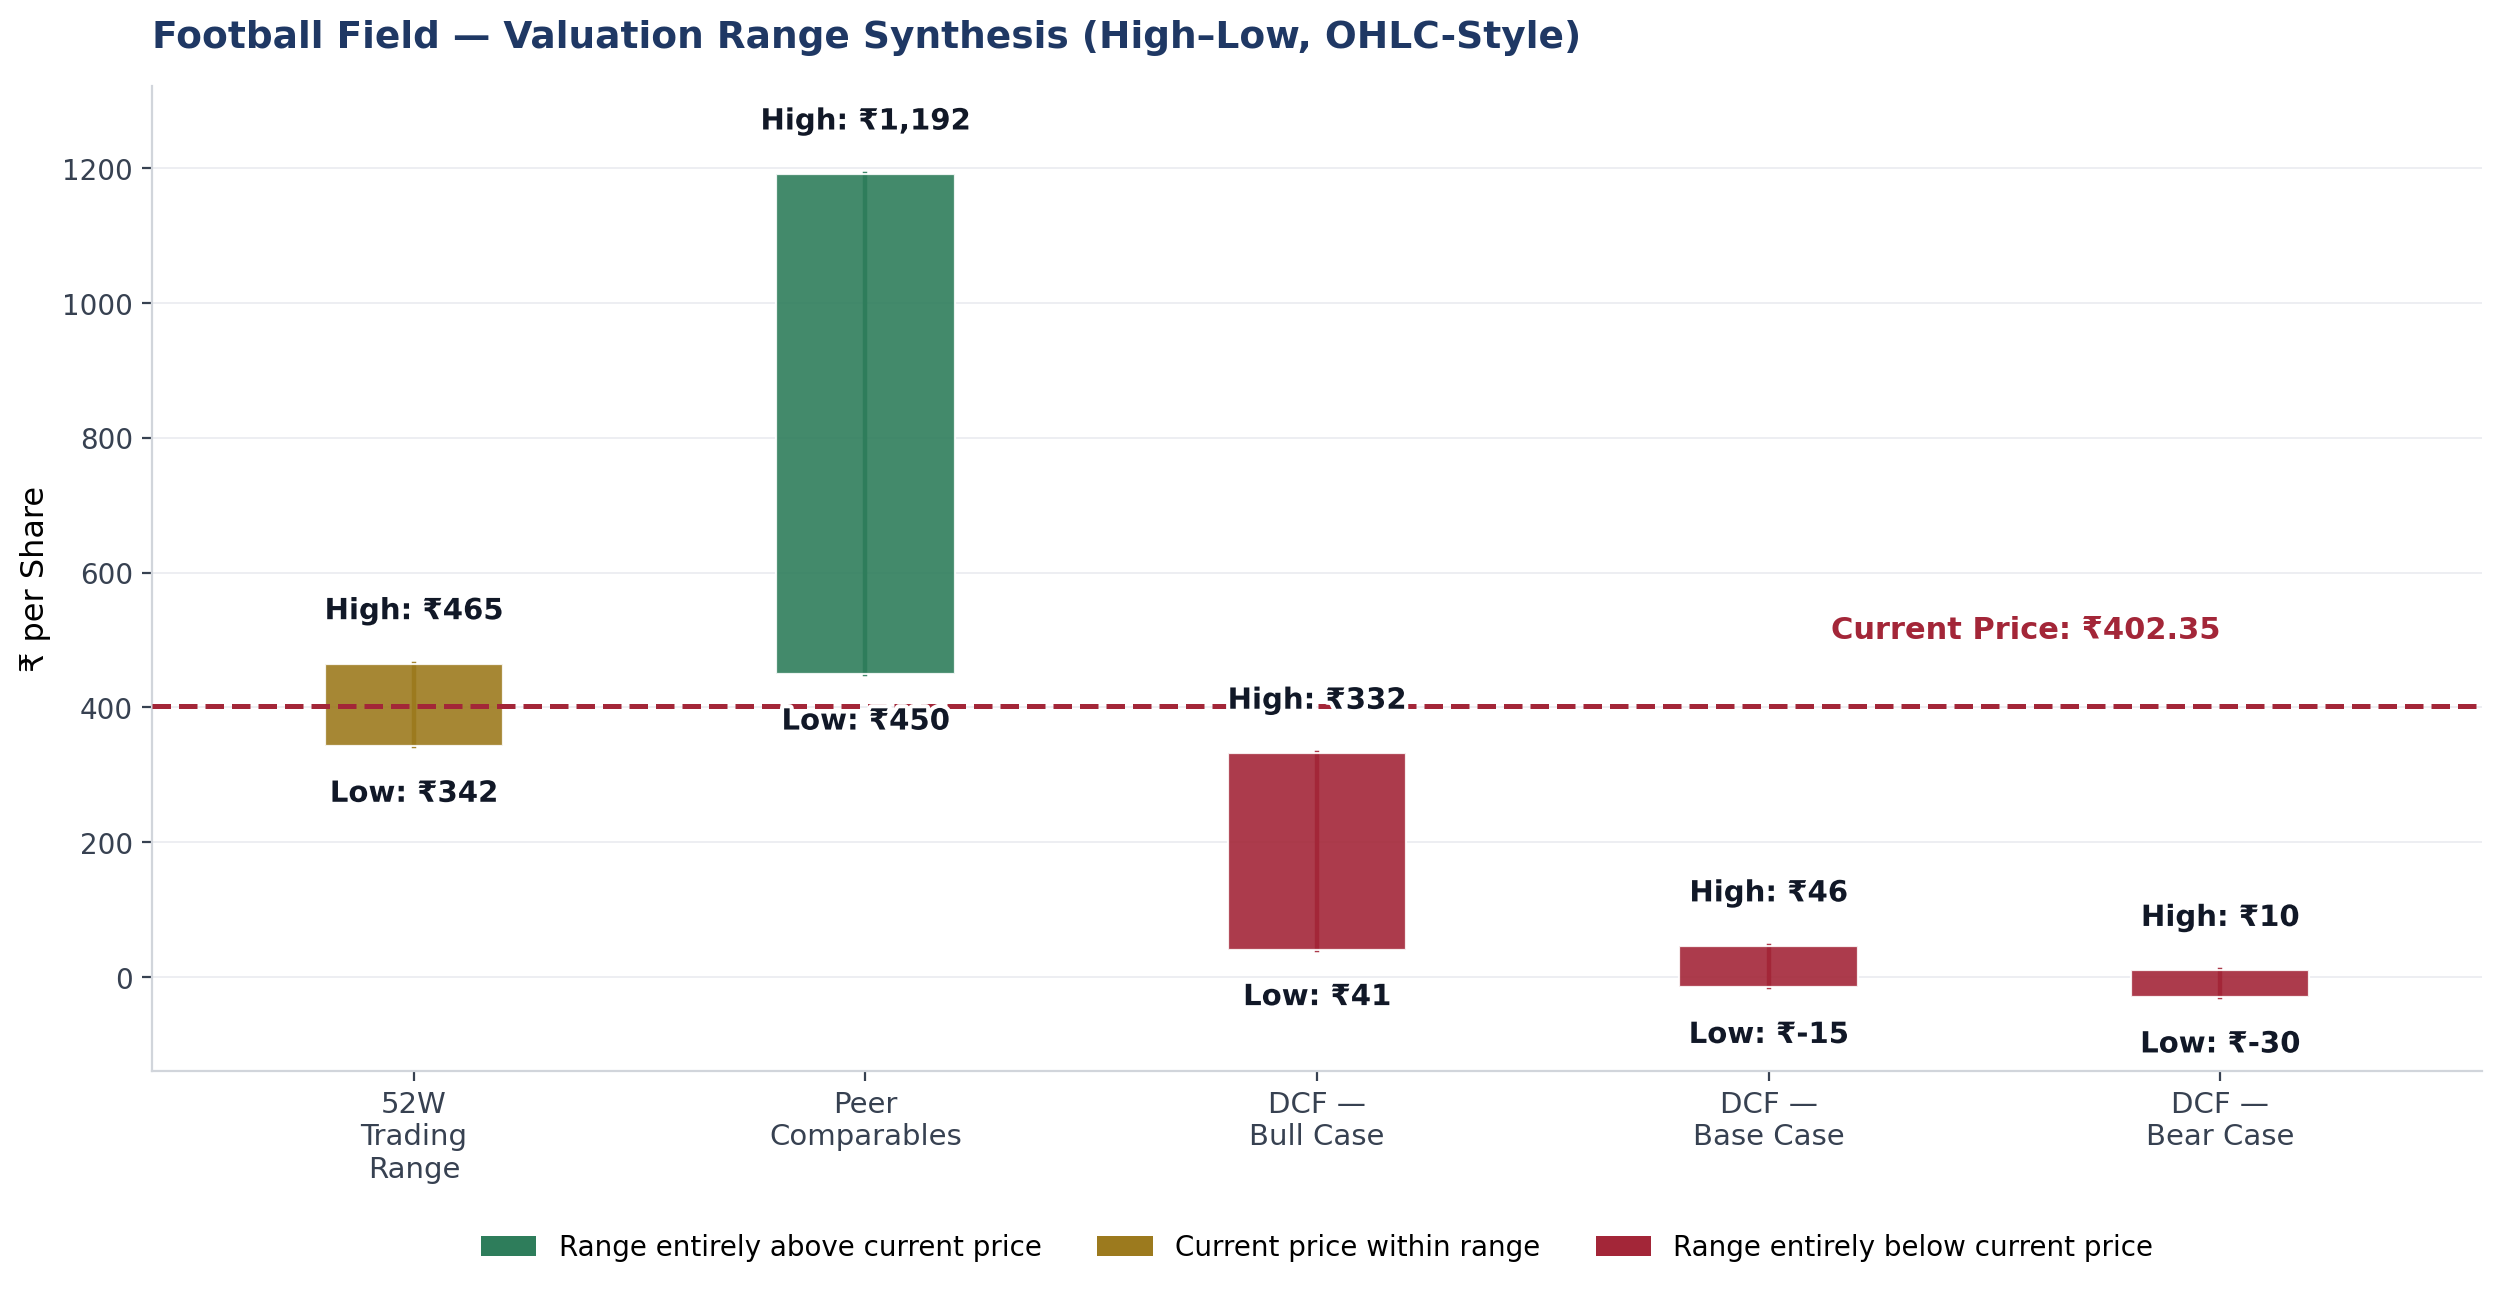 Football Field — Valuation Range Synthesis (High–Low, OHLC-Style)
₹ per Share
1200
1000
800
600
400
200
0
High: ₹1,192
Low: ₹450
High: ₹465
Low: ₹342
Current Price: ₹402.35
High: ₹332
Low: ₹41
High: ₹46
Low: ₹-15
High: ₹10
Low: ₹-30
52W
Trading
Range
Peer
Comparables
DCF —
Bull Case
DCF —
Base Case
DCF —
Bear Case
Range entirely above current price
Current price within range
Range entirely below current price